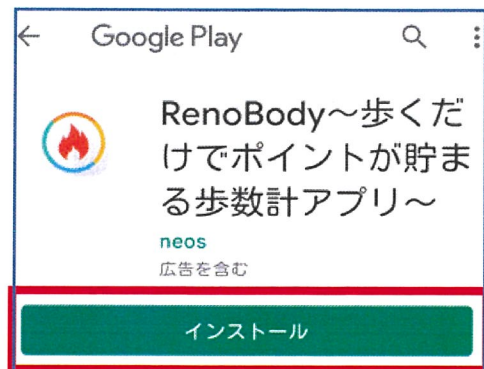 Google Play
RenoBody～歩くだ
けでポイントが貯ま
る歩数計アプリ～
neos
広告を含む
インストール